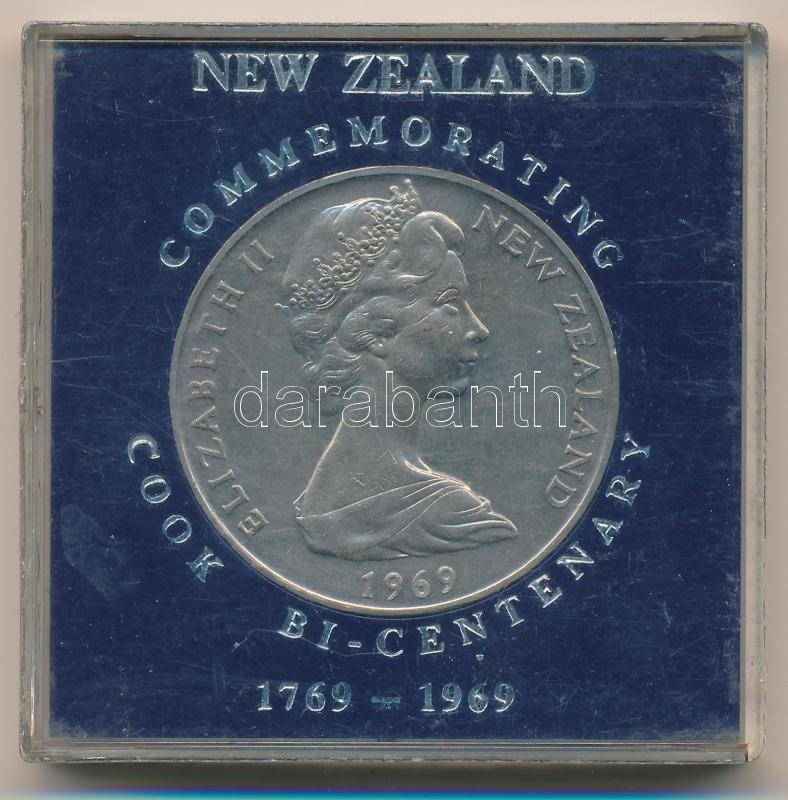 NEW ZEALAND
COMMEMORATING
ELIZABETH II
NEW ZEALAND
1969
darabanth
COOK BI-CENTENARY
1769 - 1969